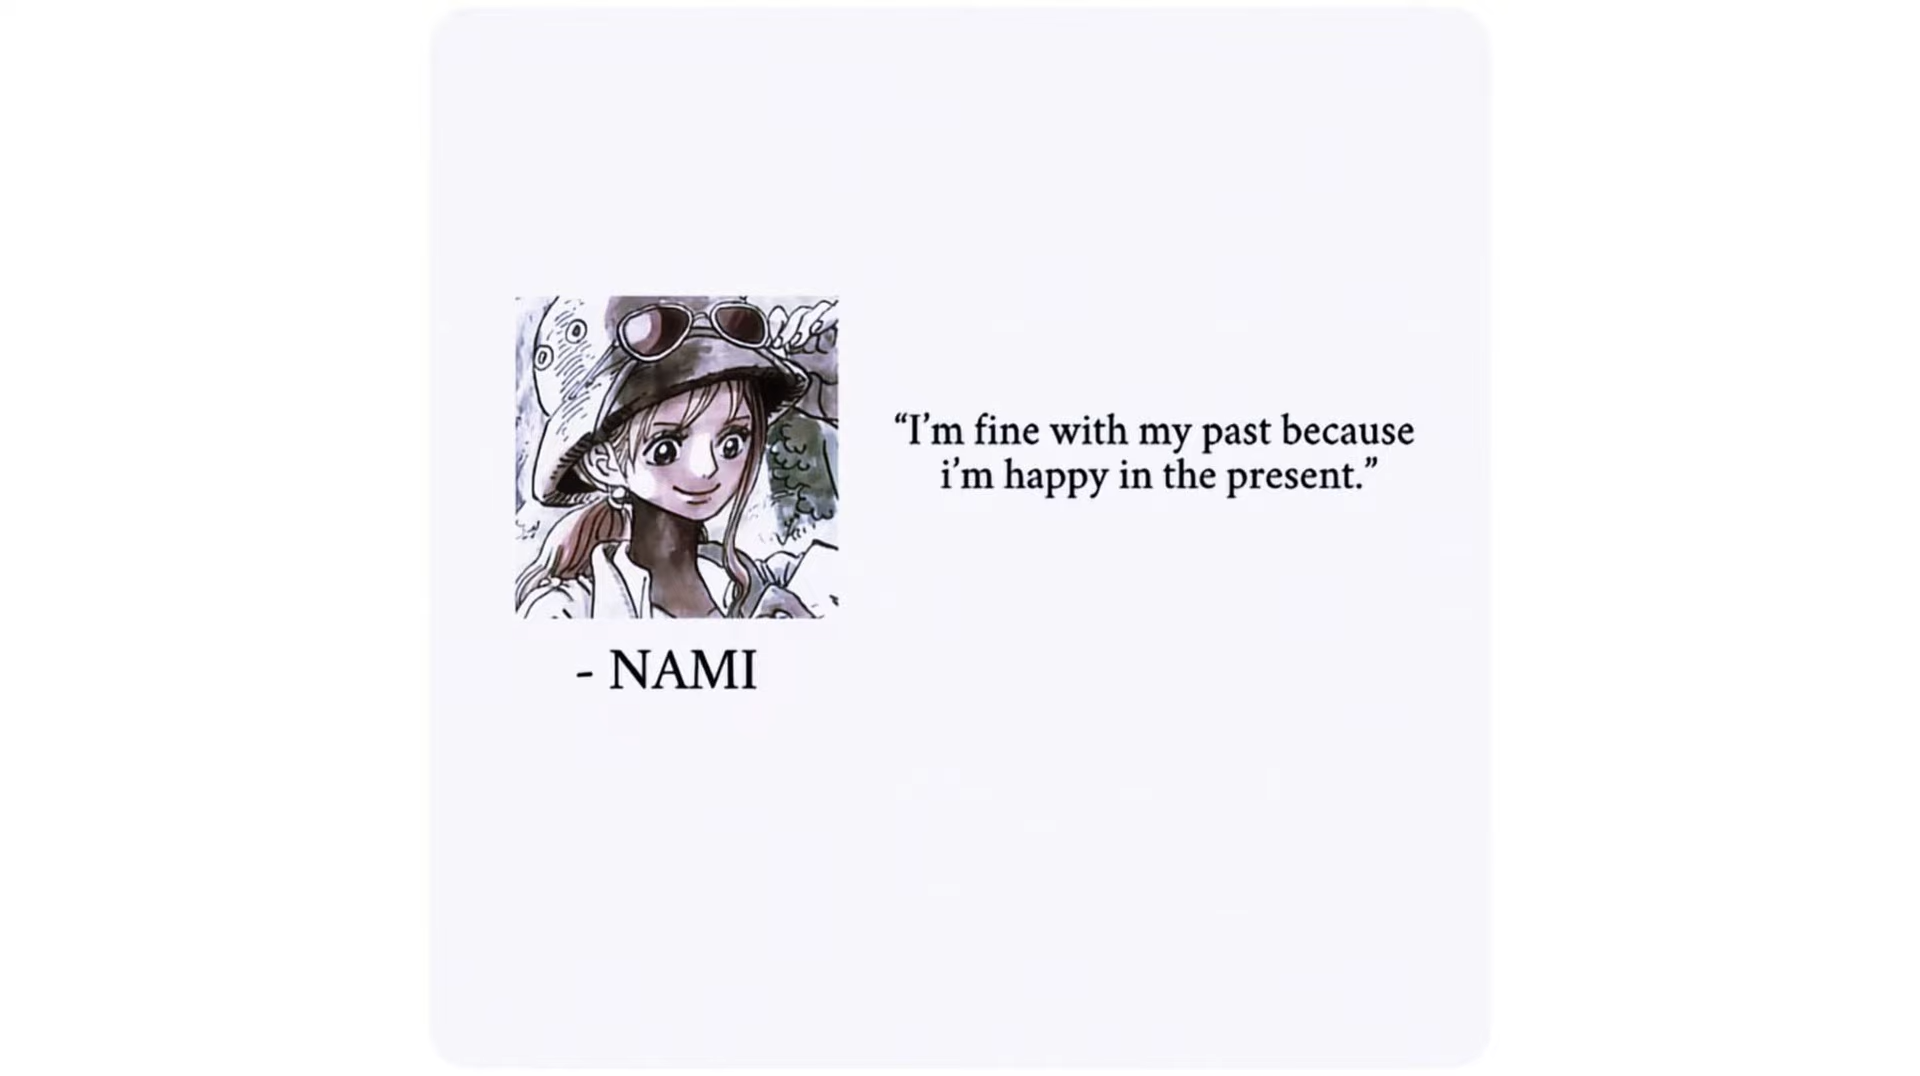 “I’m fine with my past because
i’m happy in the present.”
- NAMI